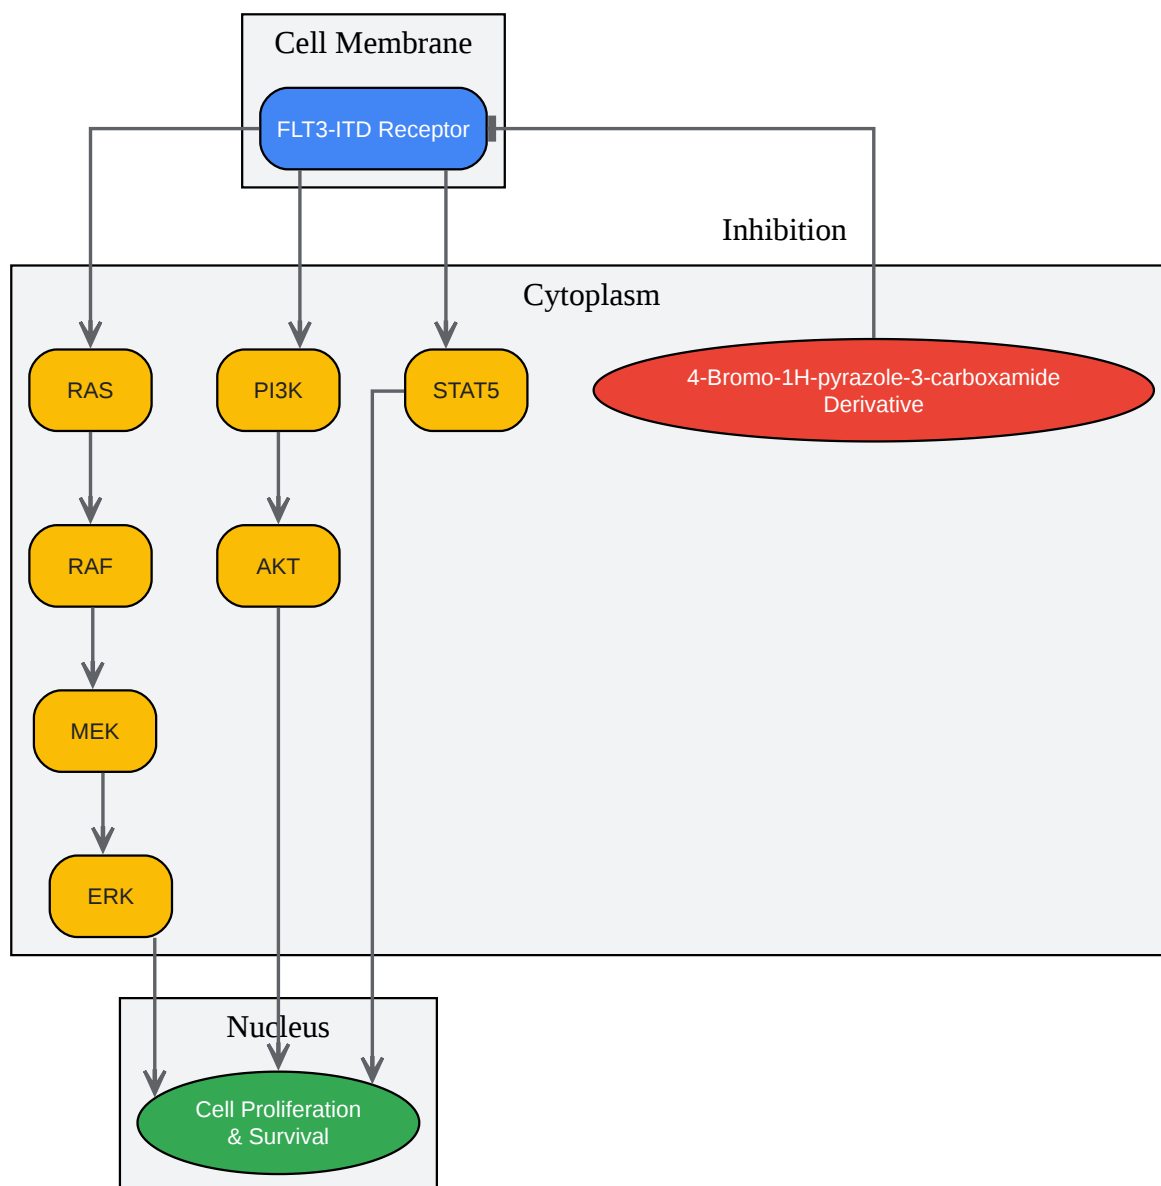 Cell Membrane
FLT3-ITD Receptor
Inhibition
Cytoplasm
RAS
PI3K
STAT5
4-Bromo-1H-pyrazole-3-carboxamide
Derivative
RAF
AKT
MEK
ERK
Nucleus
Cell Proliferation
& Survival